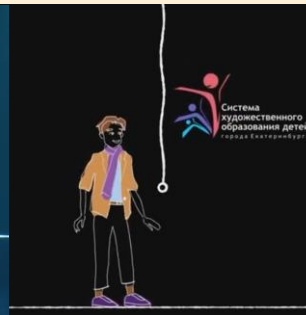 Система
художественного
образования детей
города Екатеринбурга